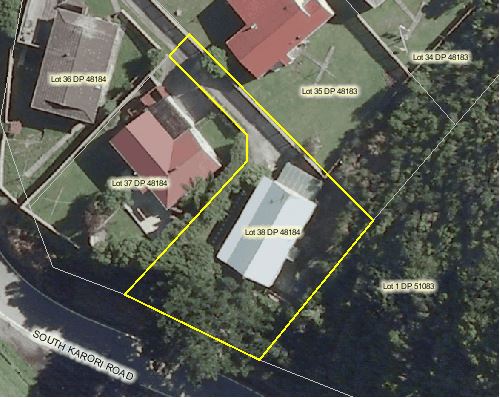 Lot 34 DP 48183
Lot 36 DP 48184
Lot 35 DP 48183
Lot 37 DP 48184
Lot 38 DP 48184
Lot 1 DP 51083
SOUTH KARORI ROAD